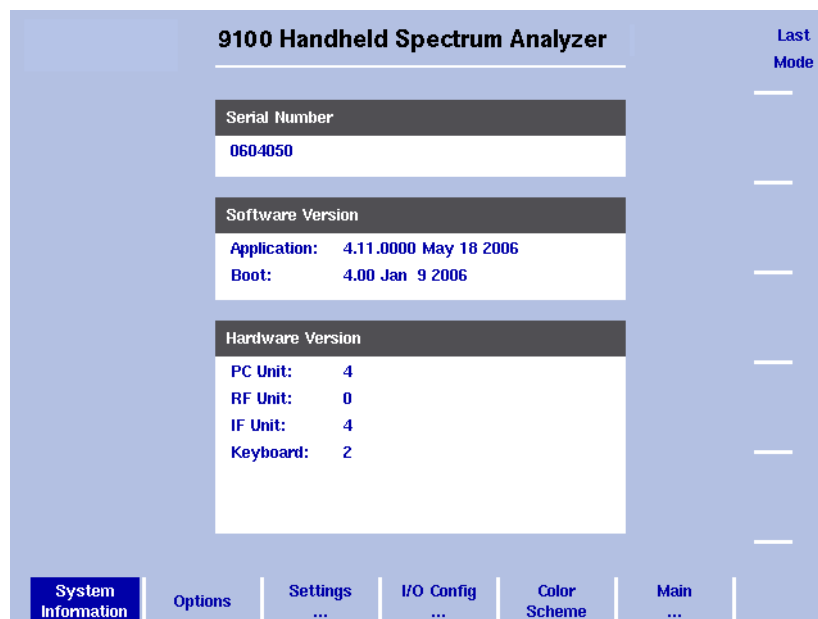 9100 Handheld Spectrum Analyzer
Last
Mode
Serial Number
0604050
Software Version
Application: 4.11.0000 May 18 2006
Boot: 4.00 Jan 9 2006
Hardware Version
PC Unit: 4
RF Unit: 0
IF Unit: 4
Keyboard: 2
System
Information
Options
Settings
...
I/O Config
...
Color
Scheme
Main
...